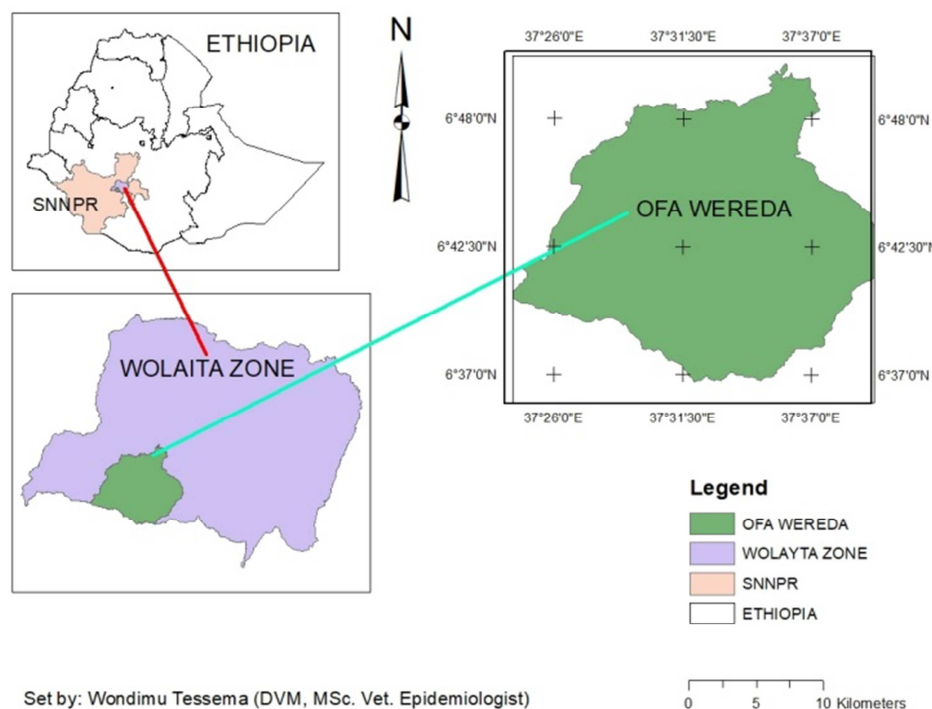 ETHIOPIA
SNNPR
N
37°26'0"E 37°31'30"E 37°37'0"E
6°48'0"N 6°48'0"N
OFA WEREDA
6°42'30"N 6°42'30"N
6°37'0"N 6°37'0"N
37°26'0"E 37°31'30"E 37°37'0"E
WOLAITA ZONE
Legend
OFA WEREDA
WOLAYTA ZONE
SNNPR
ETHIOPIA
0 5 10 Kilometers
Set by: Wondimu Tessema (DVM, MSc. Vet. Epidemiologist)